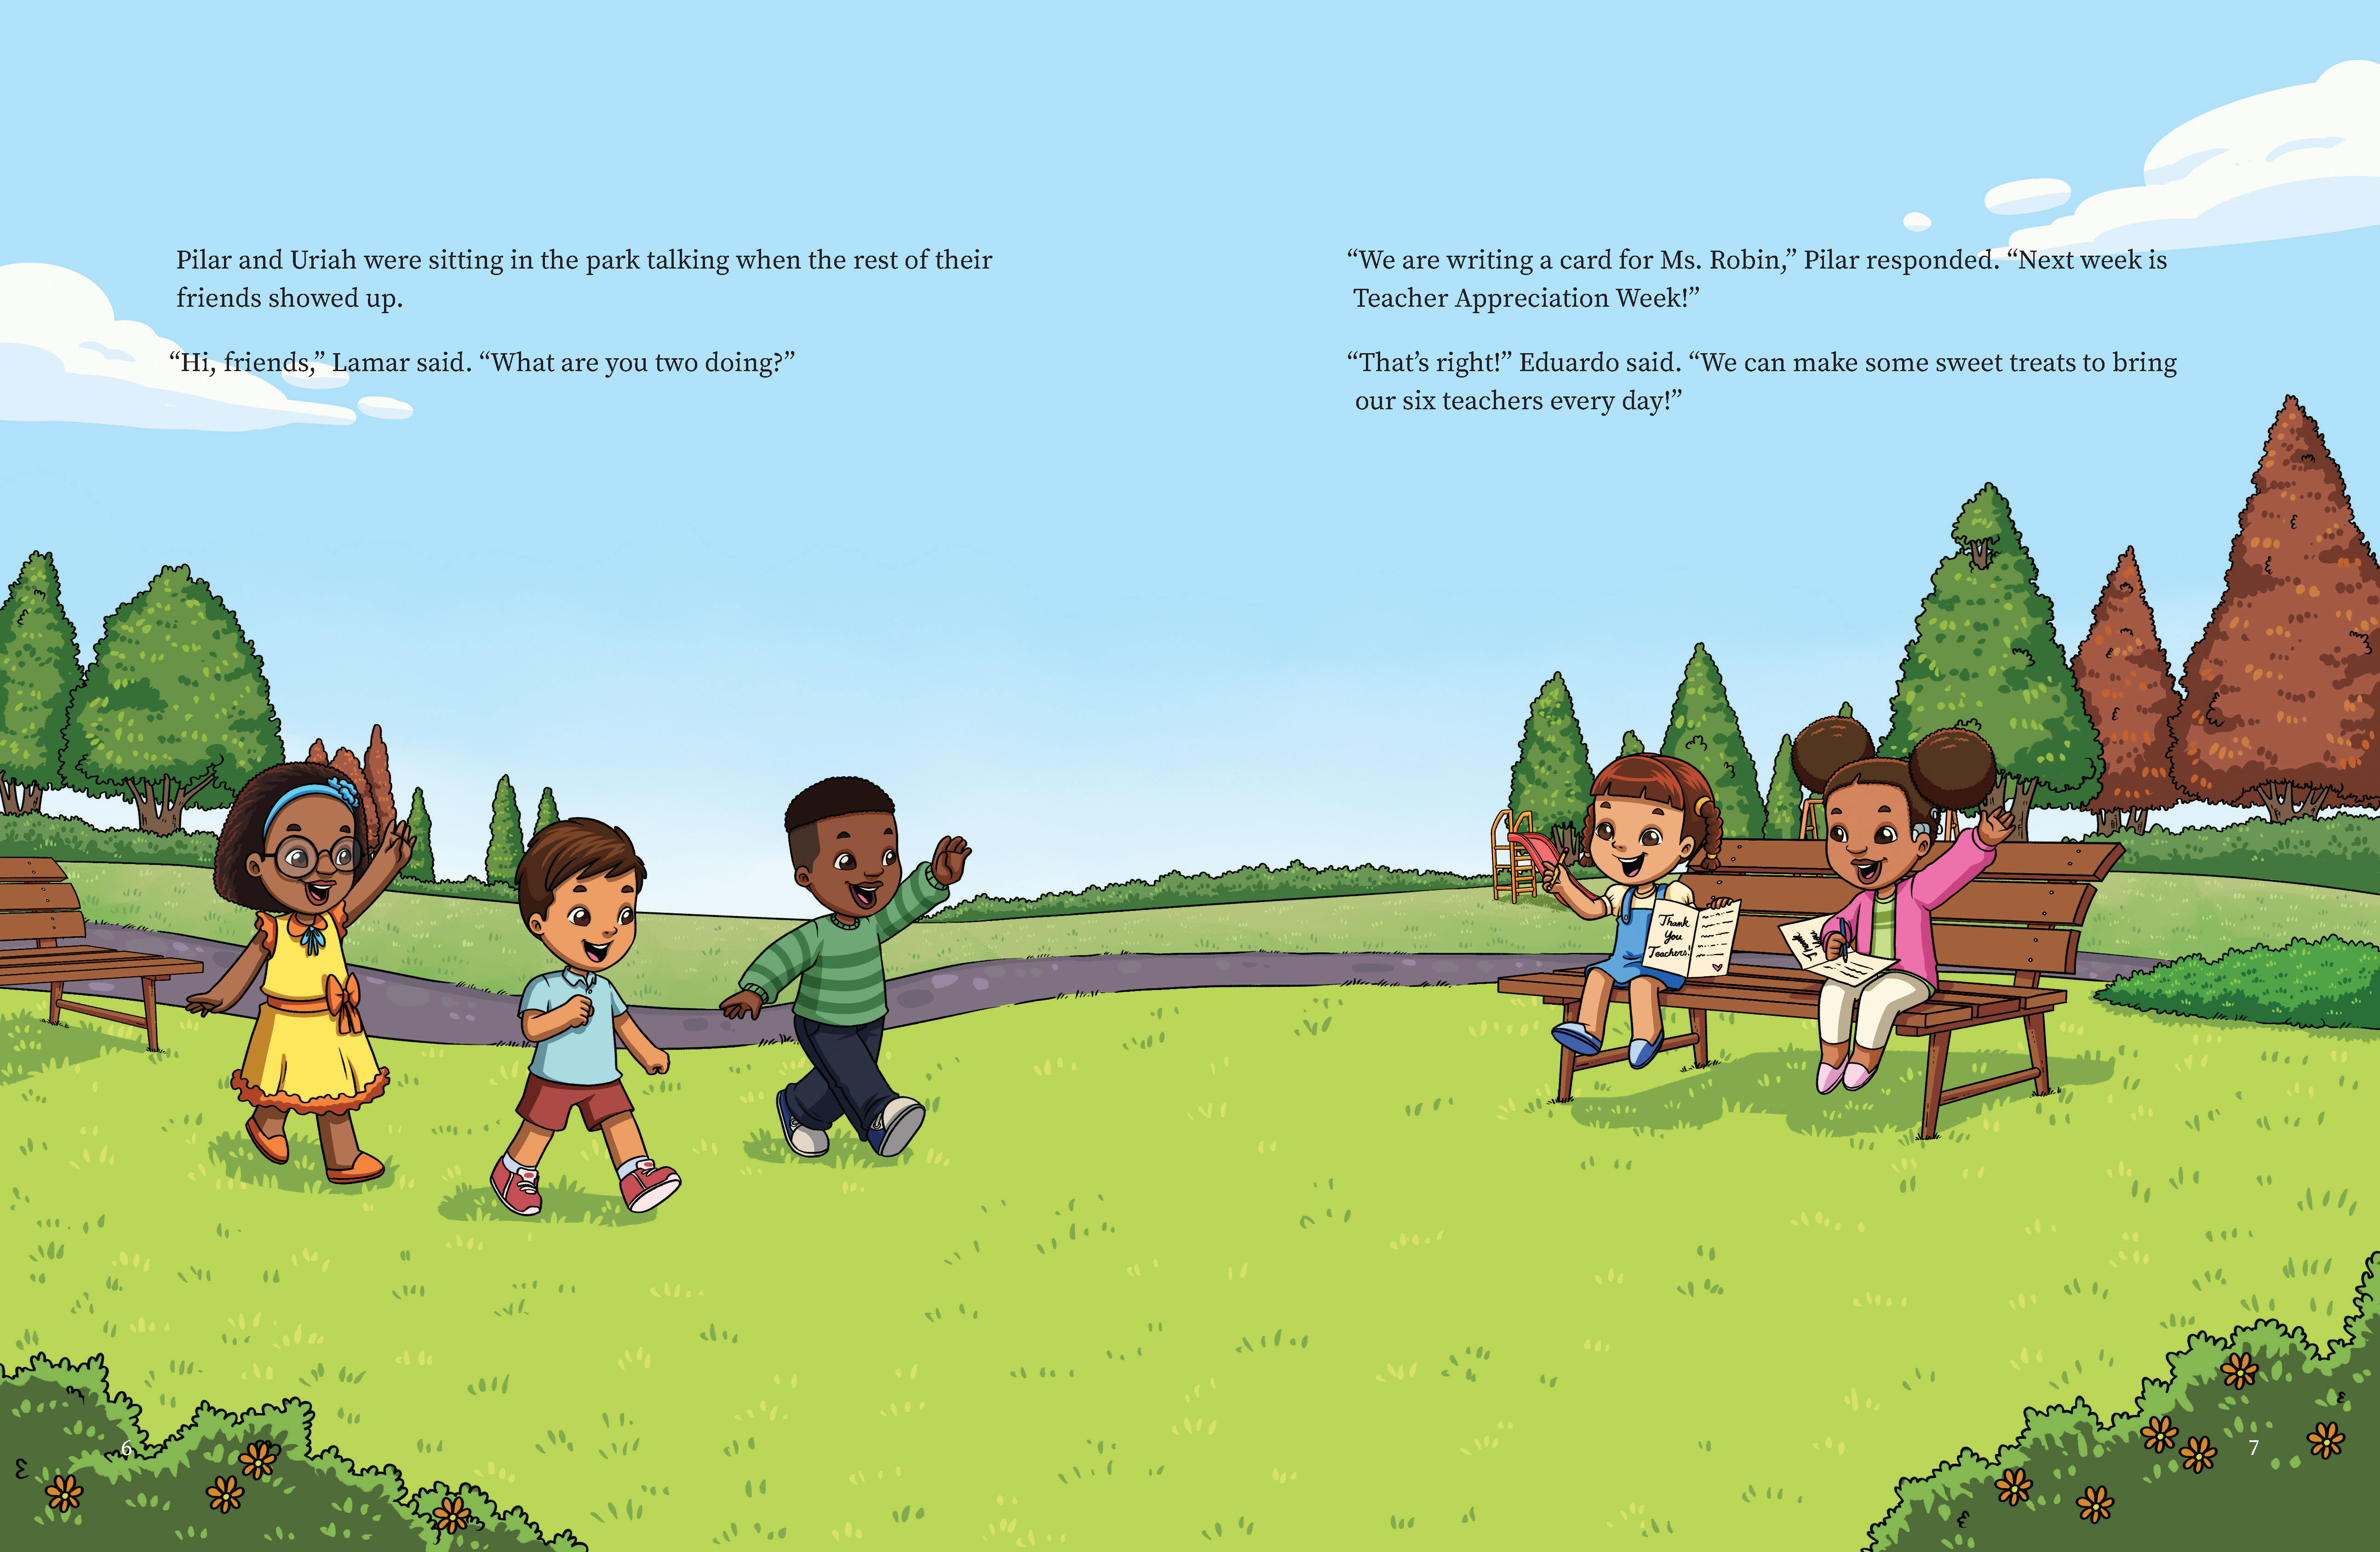 Pilar and Uriah were sitting in the park talking when the rest of their
friends showed up.
“Hi, friends,” Lamar said. “What are you two doing?”
“We are writing a card for Ms. Robin,” Pilar responded. “Next week is
Teacher Appreciation Week!”
“That’s right!” Eduardo said. “We can make some sweet treats to bring
our six teachers every day!”
Thank
You
Teachers!
6
7